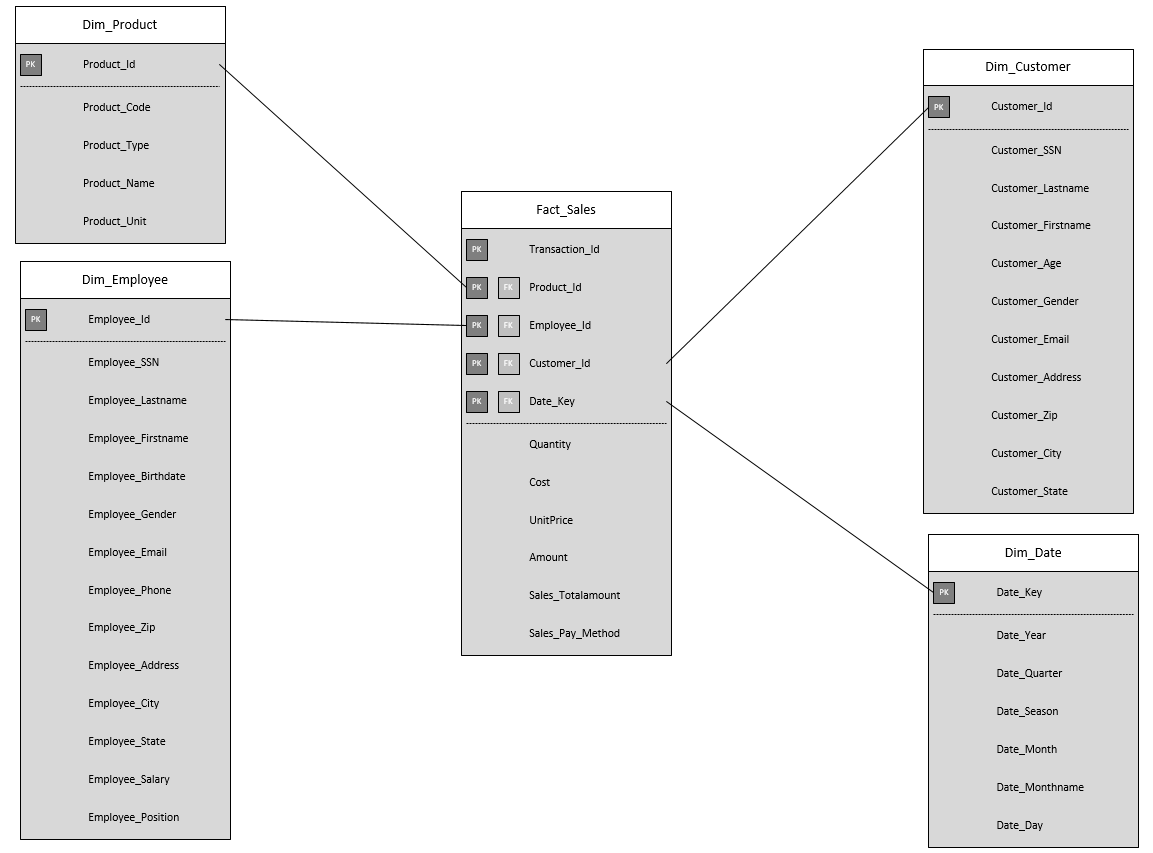 Dim_Product
PK Product_Id
Product_Code
Product_Type
Product_Name
Product_Unit
Dim_Employee
PK Employee_Id
Employee_SSN
Employee_Lastname
Employee_Firstname
Employee_Birthdate
Employee_Gender
Employee_Email
Employee_Phone
Employee_Zip
Employee_Address
Employee_City
Employee_State
Employee_Salary
Employee_Position
Fact_Sales
PK Transaction_Id
PK FK Product_Id
PK FK Employee_Id
PK FK Customer_Id
PK FK Date_Key
Quantity
Cost
UnitPrice
Amount
Sales_Totalamount
Sales_Pay_Method
Dim_Customer
PK Customer_Id
Customer_SSN
Customer_Lastname
Customer_Firstname
Customer_Age
Customer_Gender
Customer_Email
Customer_Address
Customer_Zip
Customer_City
Customer_State
Dim_Date
PK Date_Key
Date_Year
Date_Quarter
Date_Season
Date_Month
Date_Monthname
Date_Day